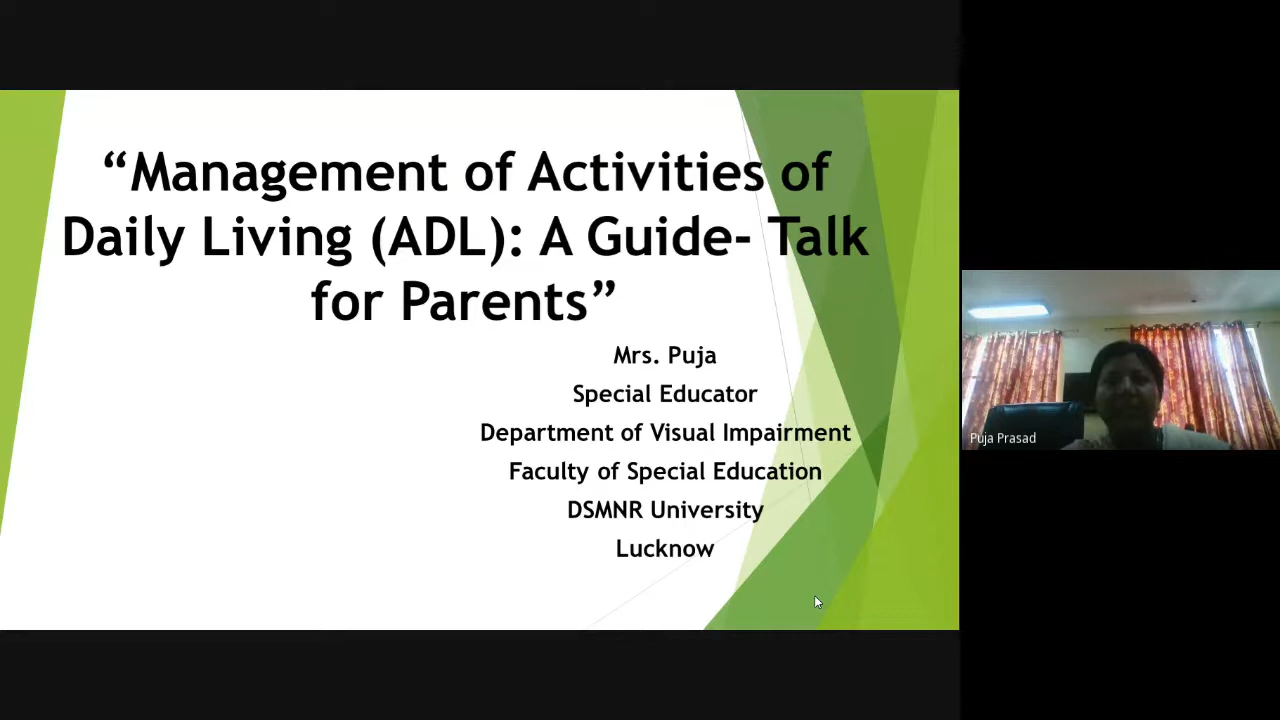 “Management of Activities of
Daily Living (ADL): A Guide- Talk
for Parents”
Mrs. Puja
Special Educator
Department of Visual Impairment
Faculty of Special Education
DSMNR University
Lucknow
Puja Prasad